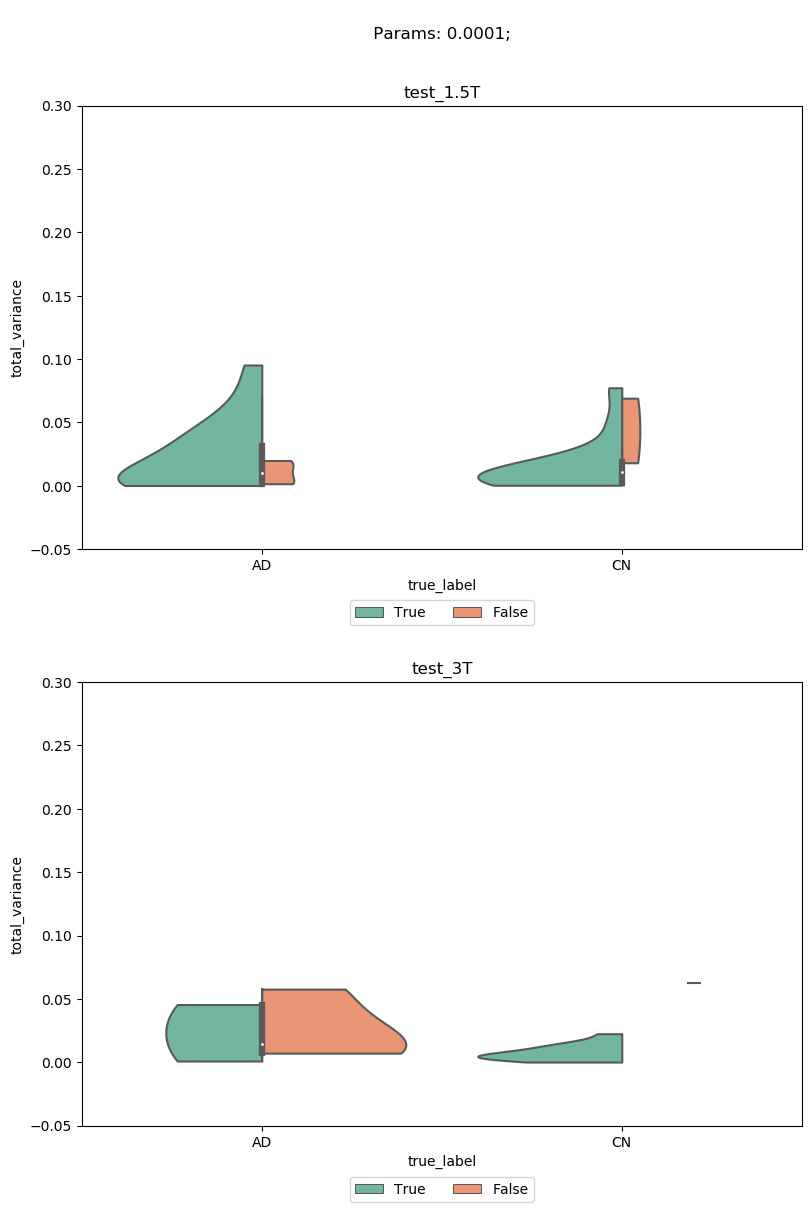 Params: 0.0001;
test_1.5T
0.30
0.25
0.20
0.15
0.10
0.05
0.00
−0.05
total_variance
AD CN
true_label
True False
test_3T
0.30
0.25
0.20
0.15
0.10
0.05
0.00
−0.05
total_variance
AD CN
true_label
True False